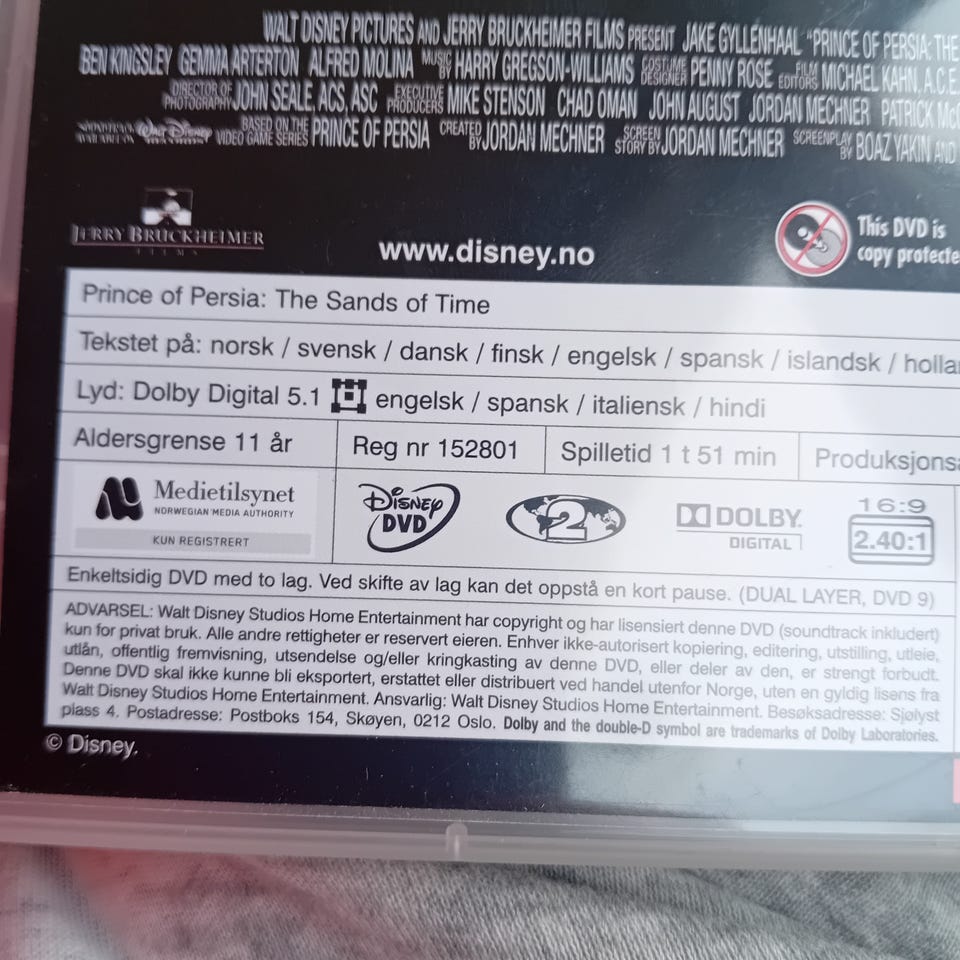 WALT DISNEY PICTURES AND JERRY BRUCKHEIMER FILMS PRESENT JAKE GYLLENHAAL "PRINCE OF PERSIA: THE
BEN KINGSLEY GEMMA ARTERTON ALFRED MOLINA MUSIC BY HARRY GREGSON-WILLIAMS COSTUME DESIGNER PENNY ROSE FILM EDITORS MICHAEL KAHN, A.C.E.
DIRECTOR OF PHOTOGRAPHY JOHN SEALE, ACS, ASC EXECUTIVE PRODUCERS MIKE STENSON CHAD OMAN JOHN AUGUST JORDAN MECHNER PATRICK McC
SOUNDTRACK AVAILABLE ON Walt Disney BASED ON THE VIDEO GAME SERIES PRINCE OF PERSIA CREATED BY JORDAN MECHNER SCREEN STORY BY JORDAN MECHNER SCREENPLAY BY BOAZ YAKIN AND
JERRY BRUCKHEIMER
FILMS
www.disney.no
This DVD is
copy protecte
Prince of Persia: The Sands of Time
Tekstet på: norsk / svensk / dansk / finsk / engelsk / spansk / islandsk / hollan
Lyd: Dolby Digital 5.1 engelsk / spansk / italiensk / hindi
Aldersgrense 11 år Reg nr 152801 Spilletid 1 t 51 min Produksjonså
Medietilsynet
NORWEGIAN MEDIA AUTHORITY
KUN REGISTRERT
Disney
DVD
2
DOLBY
DIGITAL
16:9
2.40:1
Enkeltsidig DVD med to lag. Ved skifte av lag kan det oppstå en kort pause. (DUAL LAYER, DVD 9)
ADVARSEL: Walt Disney Studios Home Entertainment har copyright og har lisensiert denne DVD (soundtrack inkludert)
kun for privat bruk. Alle andre rettigheter er reservert eieren. Enhver ikke-autorisert kopiering, editering, utstilling, utleie,
utlån, offentlig fremvisning, utsendelse og/eller kringkasting av denne DVD, eller deler av den, er strengt forbudt.
Denne DVD skal ikke kunne bli eksportert, erstattet eller distribuert ved handel utenfor Norge, uten en gyldig lisens fra
Walt Disney Studios Home Entertainment. Ansvarlig: Walt Disney Studios Home Entertainment. Besøksadresse: Sjølyst
plass 4. Postadresse: Postboks 154, Skøyen, 0212 Oslo. Dolby and the double-D symbol are trademarks of Dolby Laboratories.
© Disney.